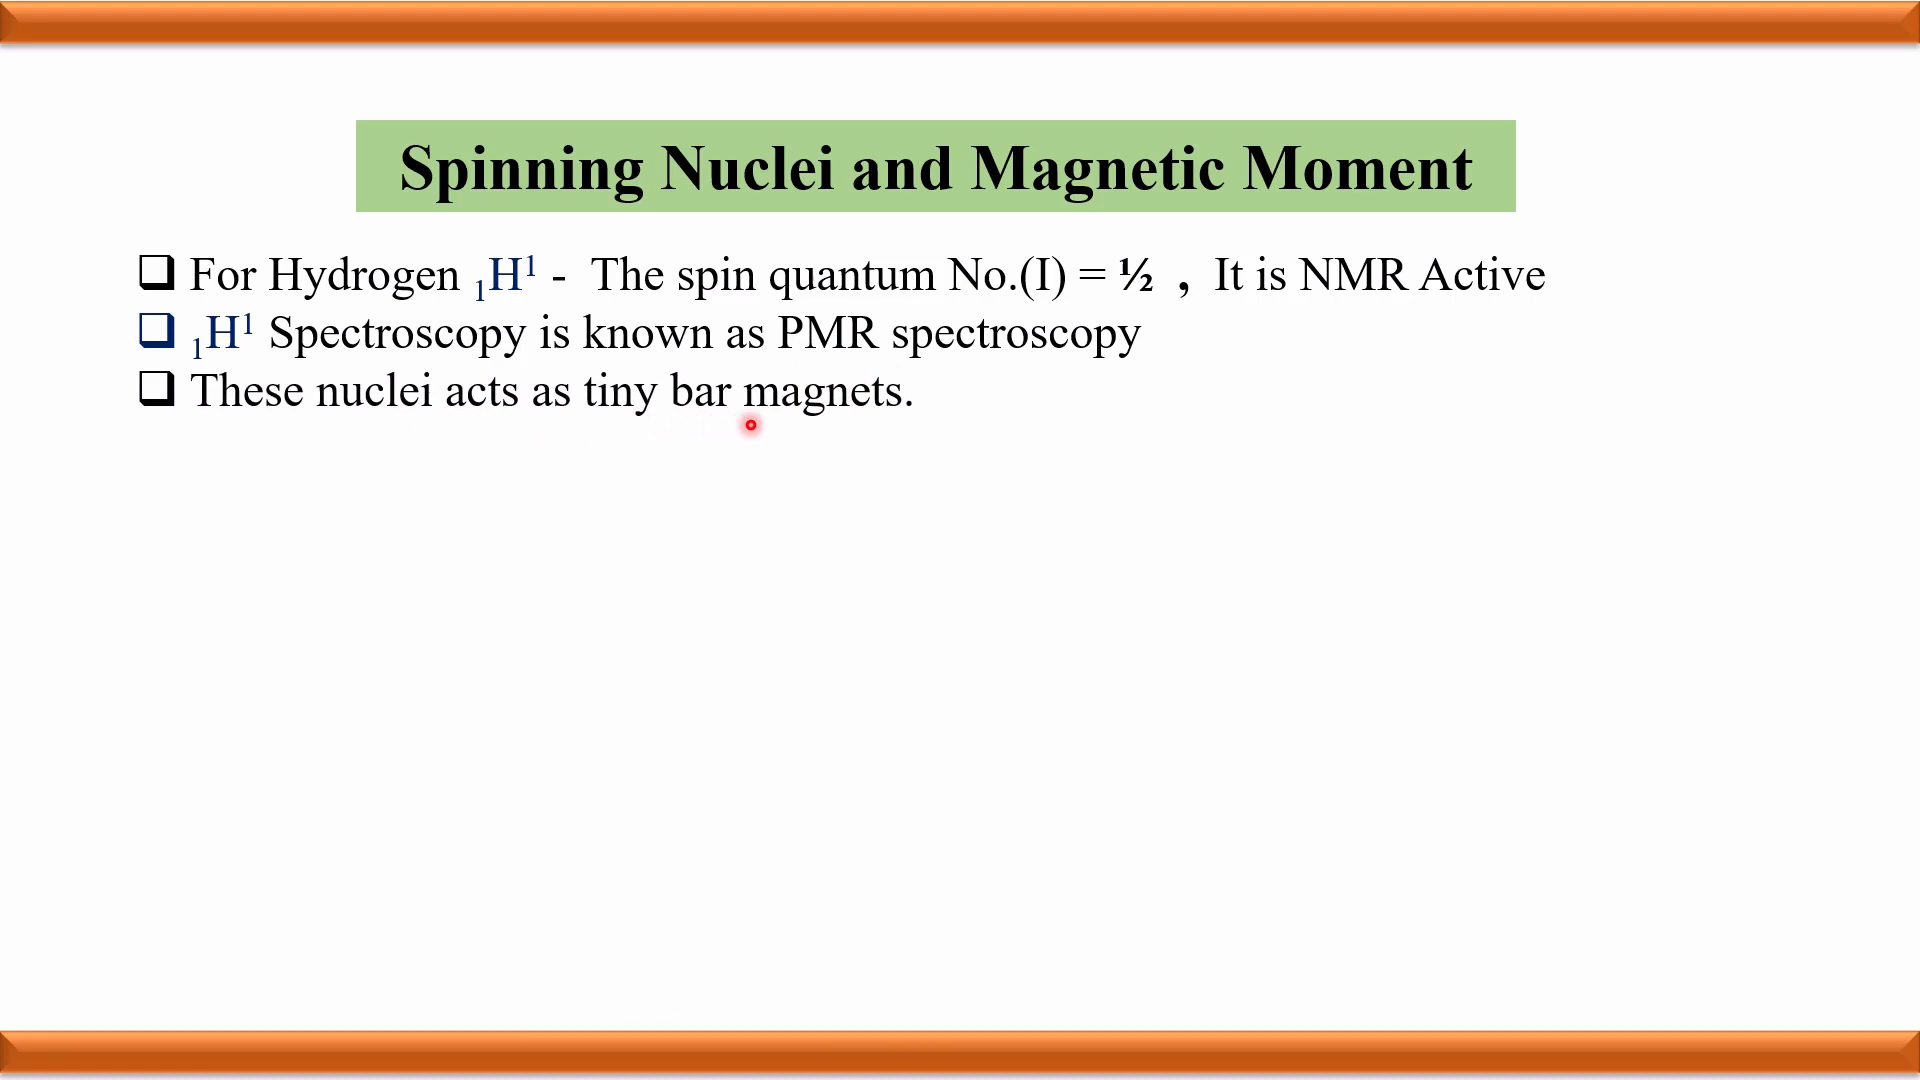 Spinning Nuclei and Magnetic Moment
❑ For Hydrogen ₁H¹ - The spin quantum No.(I) = ½ , It is NMR Active
❑ ₁H¹ Spectroscopy is known as PMR spectroscopy
❑ These nuclei acts as tiny bar magnets.